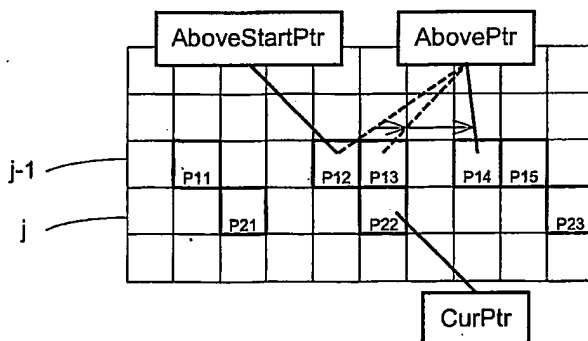 AboveStartPtr AbovePtr
j-1 P11 P12 P13 P14 P15
j P21 P22 P23
CurPtr